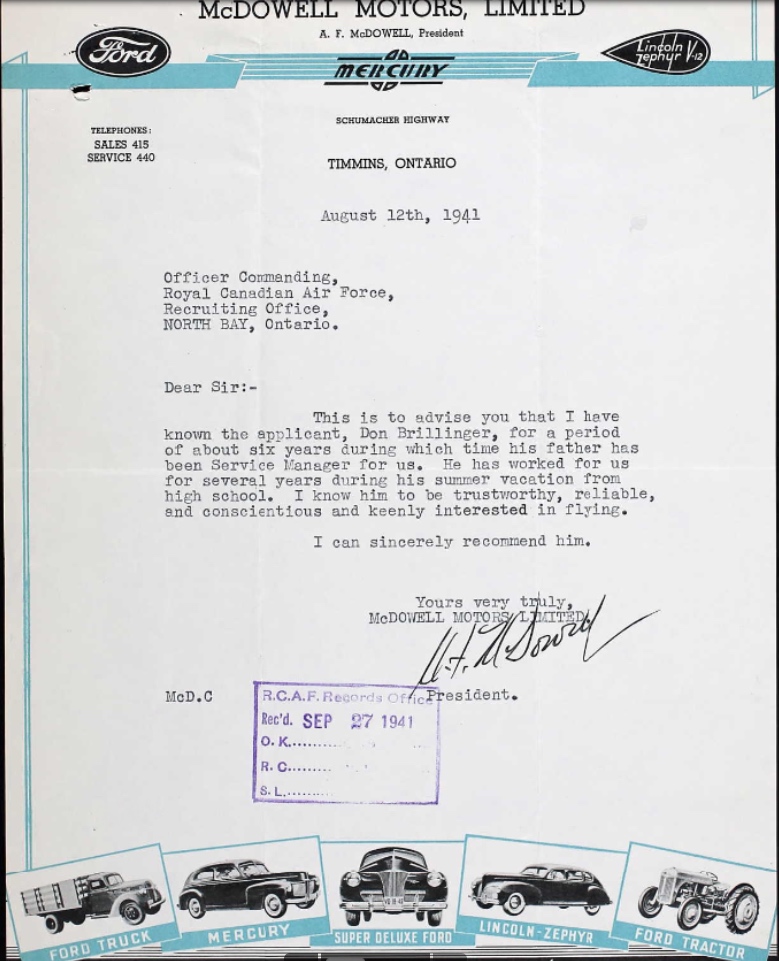 McDOWELL MOTORS, LIMITED
A. F. McDOWELL, President
Ford
MERCURY
Lincoln
Zephyr V-12
SCHUMACHER HIGHWAY
TELEPHONES:
SALES 415
SERVICE 440
TIMMINS, ONTARIO
August 12th, 1941
Officer Commanding,
Royal Canadian Air Force,
Recruiting Office,
NORTH BAY, Ontario.
Dear Sir:-
This is to advise you that I have
known the applicant, Don Brillinger, for a period
of about six years during which time his father has
been Service Manager for us. He has worked for us
for several years during his summer vacation from
high school. I know him to be trustworthy, reliable,
and conscientious and keenly interested in flying.
I can sincerely recommend him.
Yours very truly,
McDOWELL MOTORS LIMITED.
A. F. McDowell
McD.C
President.
R.C.A.F. Records Office
Rec'd. SEP 27 1941
O. K..........
R. C.........
S. L..........
FORD TRUCK
MERCURY
SUPER DELUXE FORD
LINCOLN-ZEPHYR
FORD TRACTOR